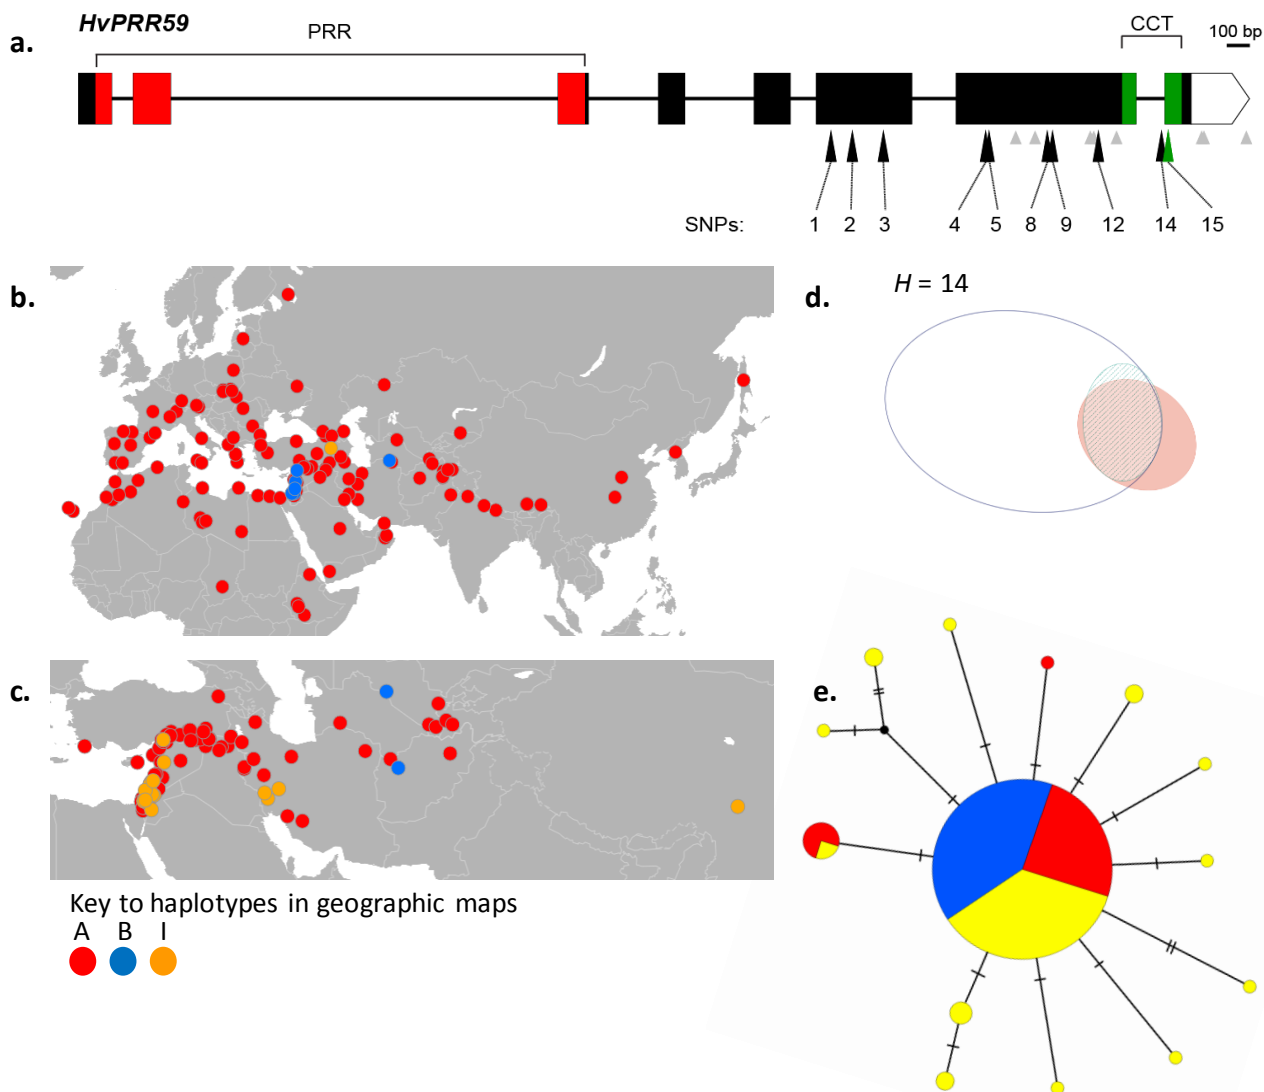 HvPRR59
a.
PRR
CCT
100 bp
SNPs: 1 2 3 4 5 8 9 12 14 15
b.
d.
H = 14
c.
e.
Key to haplotypes in geographic maps
A B I